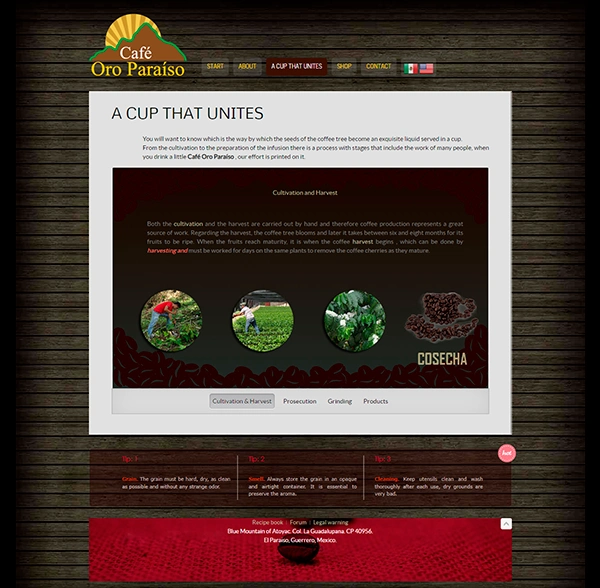 Café
Oro Paraíso
START ABOUT A CUP THAT UNITES SHOP CONTACT
A CUP THAT UNITES
You will want to know which is the way by which the seeds of the coffee tree become an exquisite liquid served in a cup.
From the cultivation to the preparation of the infusion there is a process with stages that include the work of many people, when
you drink a little Café Oro Paraíso , our effort is printed on it.
Cultivation and Harvest
Both the cultivation and the harvest are carried out by hand and therefore coffee production represents a great
source of work. Regarding the harvest, the coffee tree blooms and later it takes between six and eight months for its
fruits to be ripe. When the fruits reach maturity, it is when the coffee harvest begins , which can be done by
harvesting and must be worked for days on the same plants to remove the coffee cherries as they mature.
COSECHA
Cultivation & Harvest Prosecution Grinding Products
Tip: 1
Grain. The grain must be hard, dry, as clean
as possible and without any strange odor.
Tip: 2
Smell. Always store the grain in an opaque
and airtight container. It is essential to
preserve the aroma.
Tip: 3
Cleaning. Keep utensils clean and wash
thoroughly after each use, dry grounds are
very bad.
hot
Recipe book | Forum | Legal warning
Blue Mountain of Atoyac. Col. La Guadalupana. CP 40956.
El Paraíso, Guerrero, Mexico.